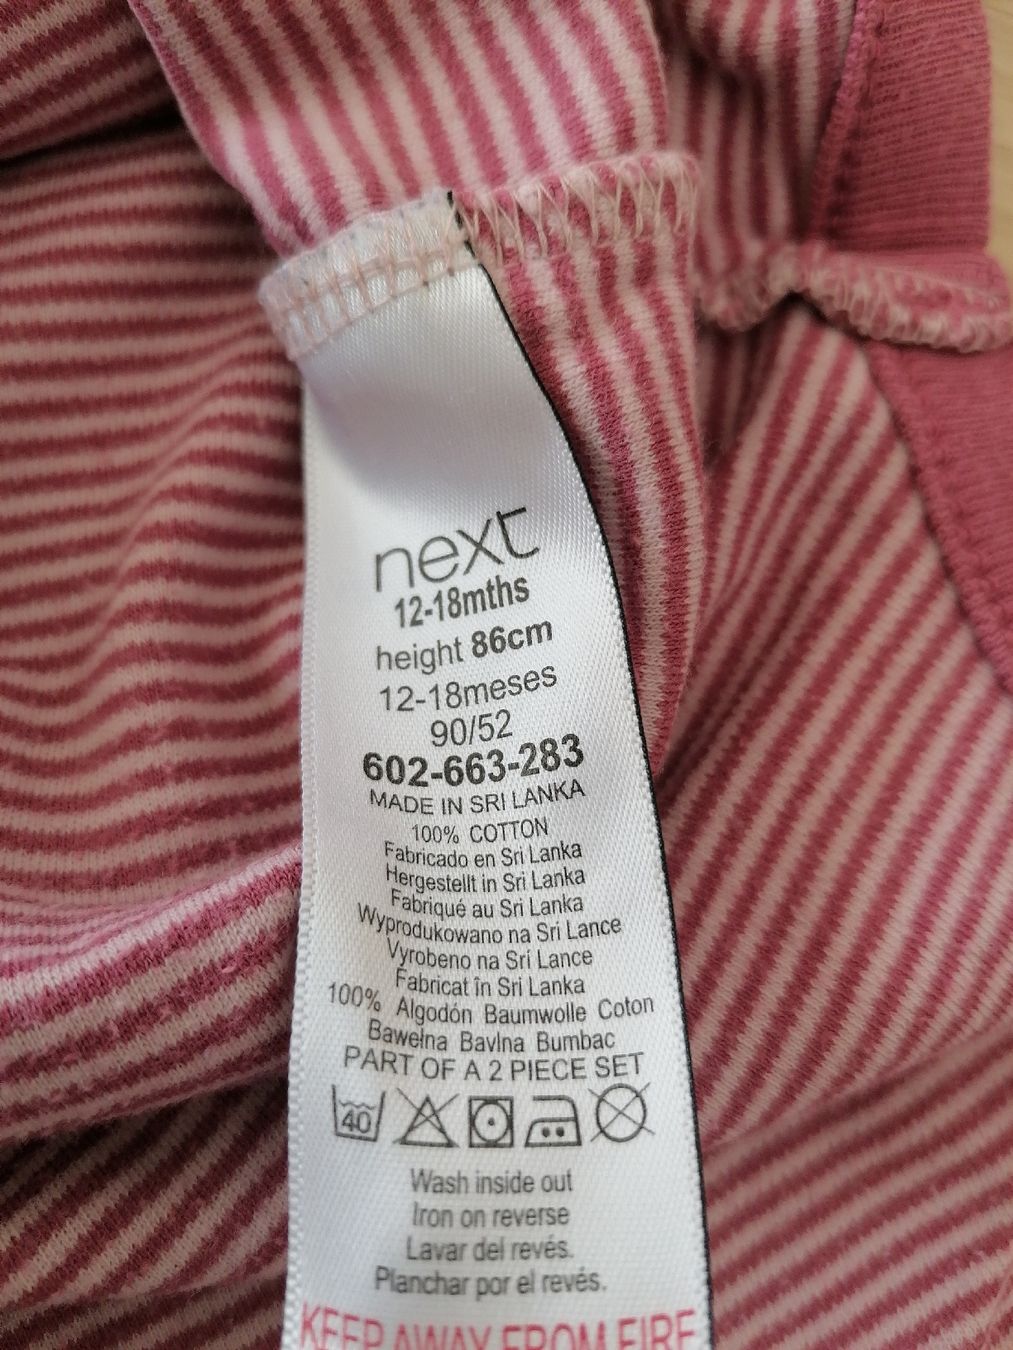 next
12-18mths
height 86cm
12-18meses
90/52
602-663-283
MADE IN SRI LANKA
100% COTTON
Fabricado en Sri Lanka
Hergestellt in Sri Lanka
Fabriqué au Sri Lanka
Wyprodukowano na Sri Lance
Vyrobeno na Srí Lance
Fabricat în Sri Lanka
100% Algodón Baumwolle Coton
Bawełna Bavlna Bumbac
PART OF A 2 PIECE SET
40
Wash inside out
Iron on reverse
Lavar del revés.
Planchar por el revés.
KEEP AWAY FROM FIRE